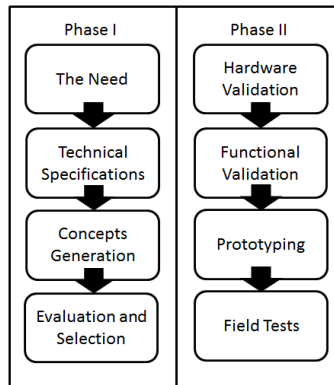 Phase I
The Need
Technical
Specifications
Concepts
Generation
Evaluation and
Selection
Phase II
Hardware
Validation
Functional
Validation
Prototyping
Field Tests